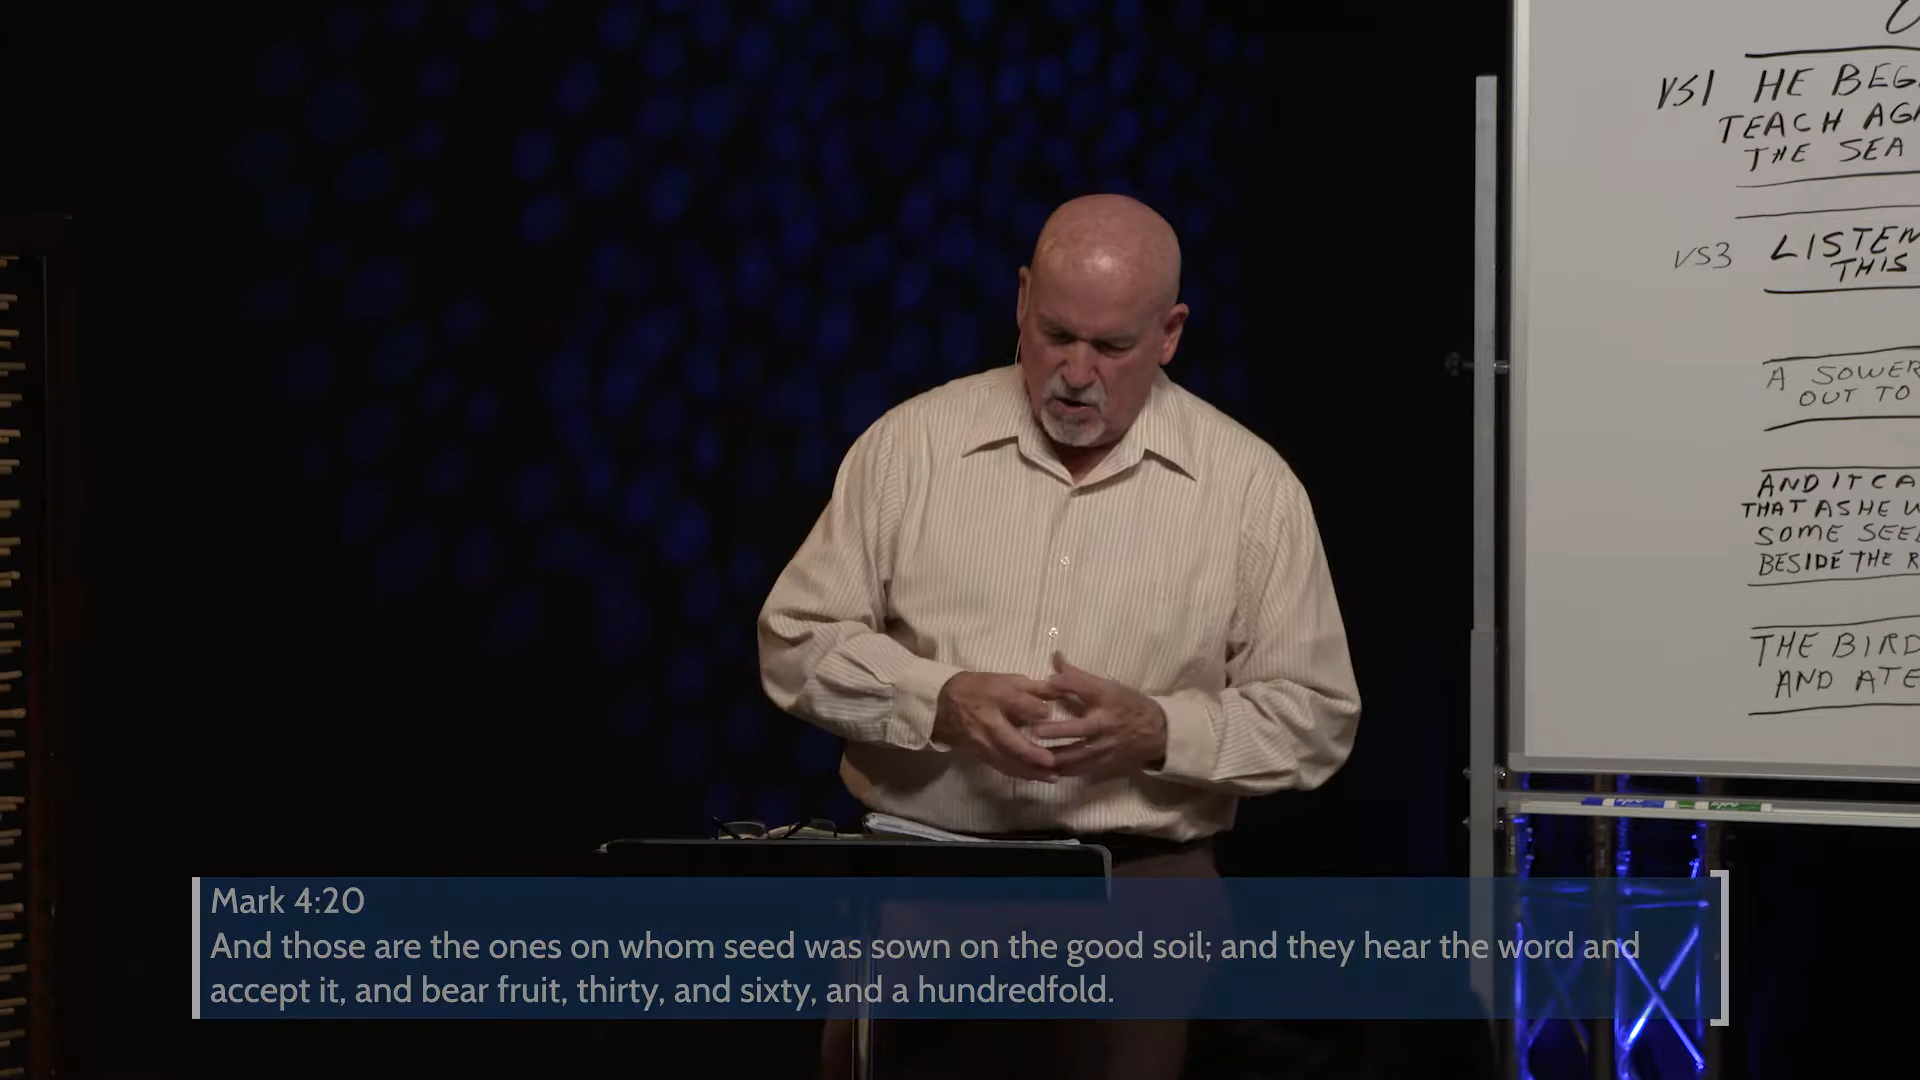 VS1 HE BEG
TEACH AGA
THE SEA
VS3 LISTEN
THIS
A SOWER
OUT TO
AND IT CA
THAT AS HE W
SOME SEED
BESIDE THE R
THE BIRD
AND ATE
Mark 4:20
And those are the ones on whom seed was sown on the good soil; and they hear the word and
accept it, and bear fruit, thirty, and sixty, and a hundredfold.